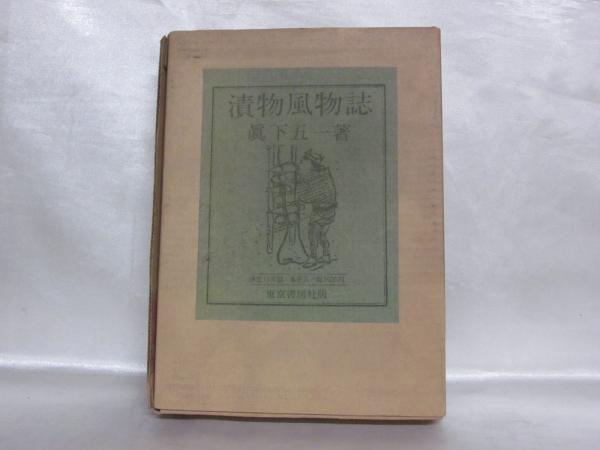 漬物風物誌
眞下五一著
東京書房社版